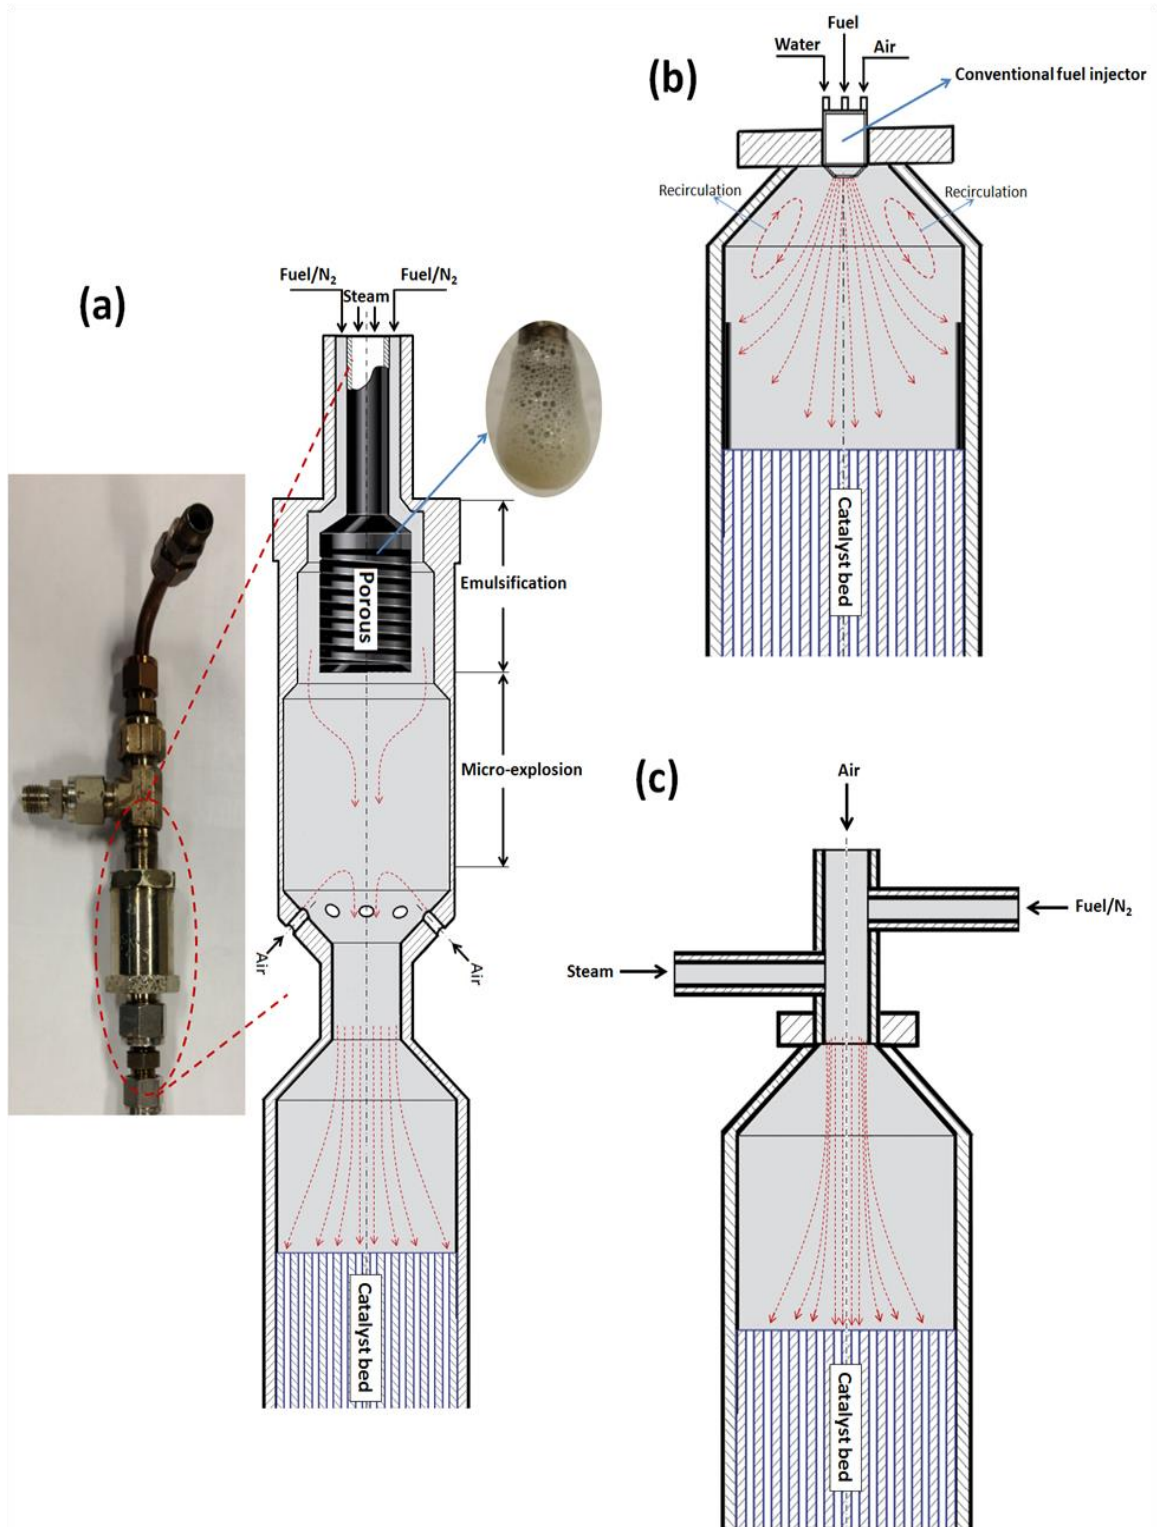 (a)
Fuel/N2
Fuel/N2
Steam
Porous
Emulsification
Micro-explosion
Air
Air
Catalyst bed
(b)
Fuel
Water
Air
Conventional fuel injector
Recirculation
Recirculation
Catalyst bed
(c)
Air
Fuel/N2
Steam
Catalyst bed